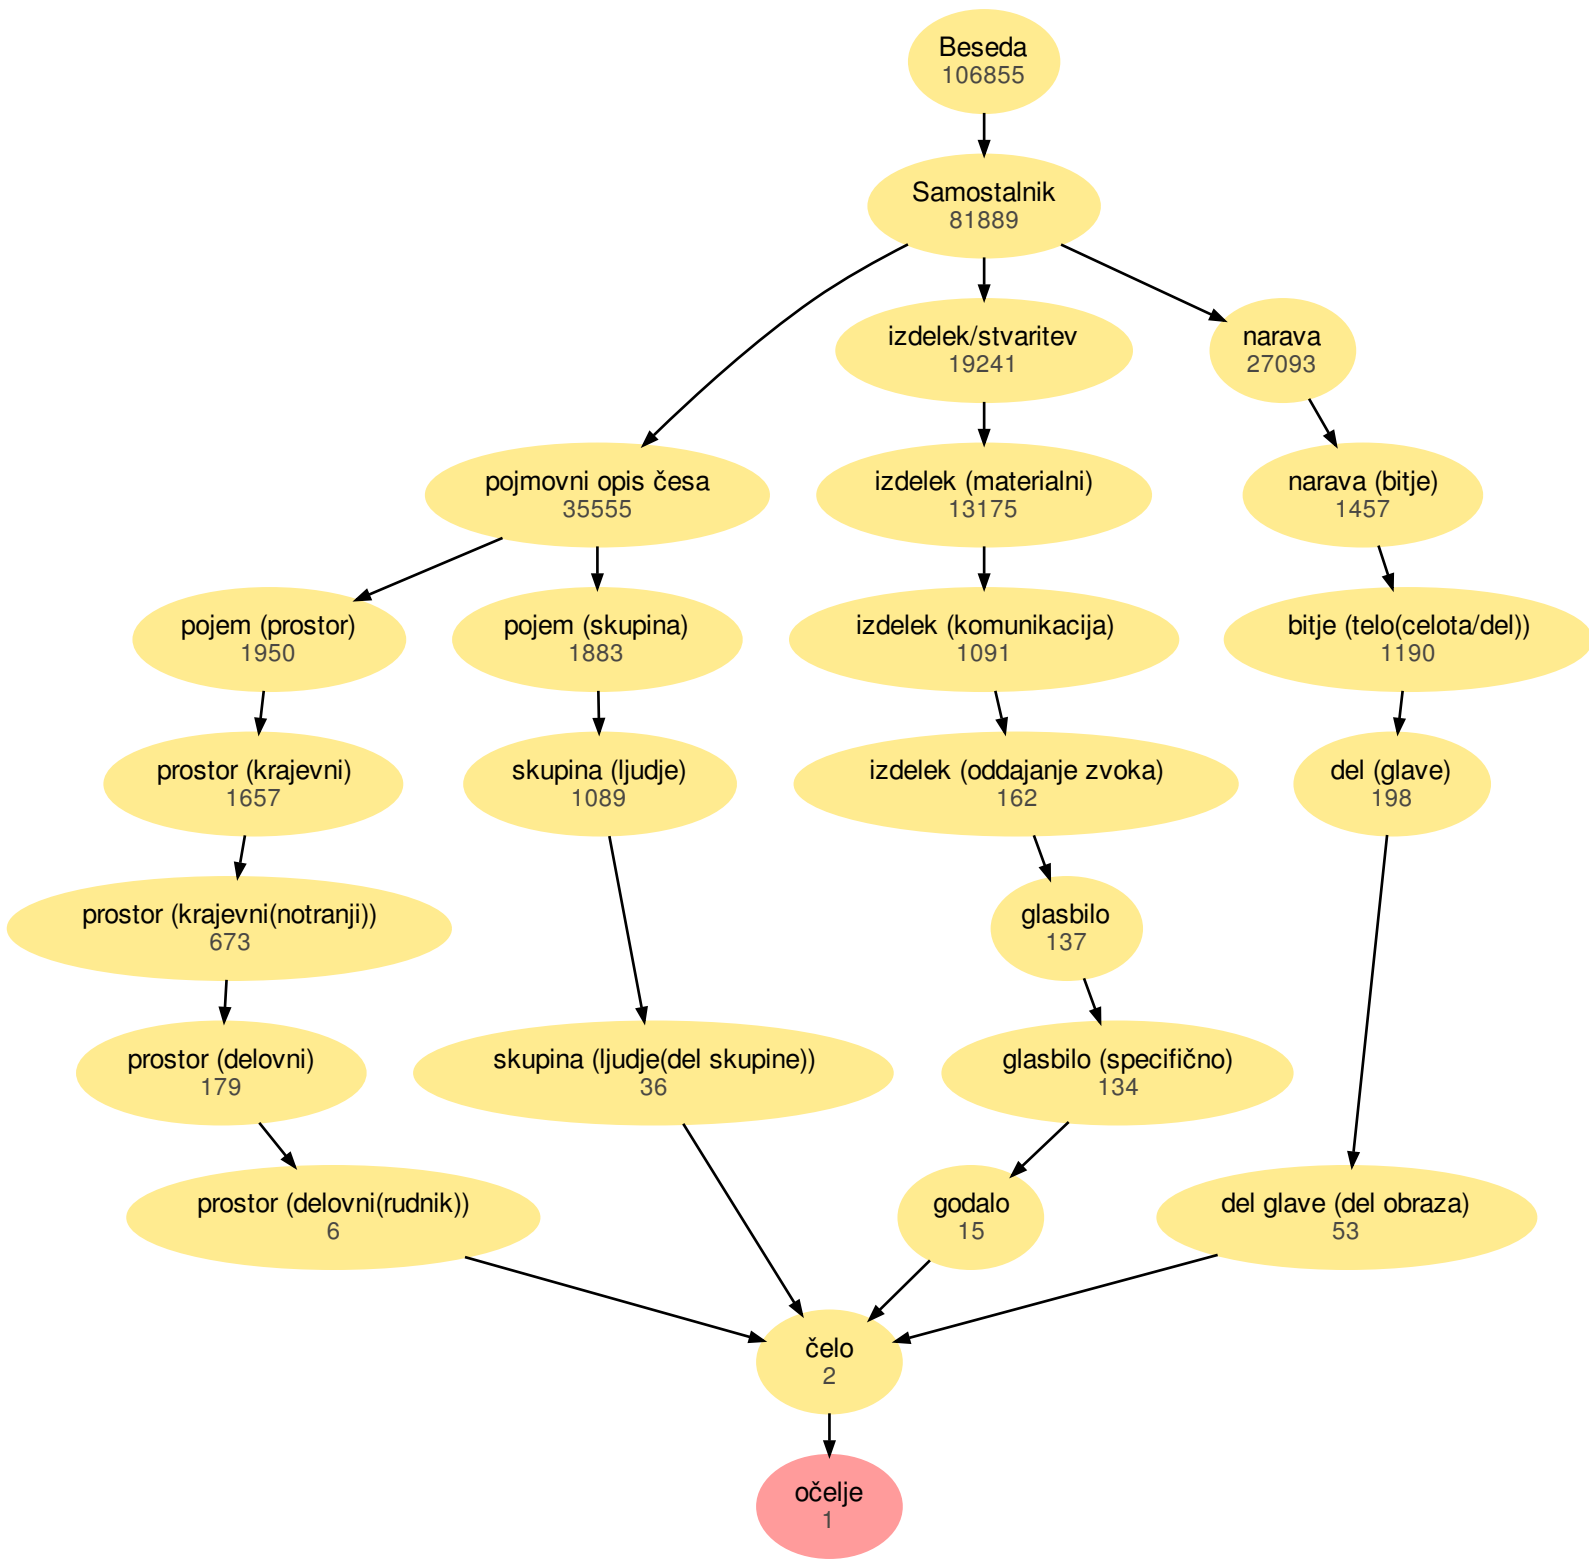 Beseda
106855
Samostalnik
81889
izdelek/stvaritev
19241
narava
27093
pojmovni opis česa
35555
izdelek (materialni)
13175
narava (bitje)
1457
pojem (prostor)
1950
pojem (skupina)
1883
izdelek (komunikacija)
1091
bitje (telo(celota/del))
1190
prostor (krajevni)
1657
skupina (ljudje)
1089
izdelek (oddajanje zvoka)
162
del (glave)
198
prostor (krajevni(notranji))
673
glasbilo
137
prostor (delovni)
179
skupina (ljudje(del skupine))
36
glasbilo (specifično)
134
prostor (delovni(rudnik))
6
godalo
15
del glave (del obraza)
53
čelo
2
očelje
1